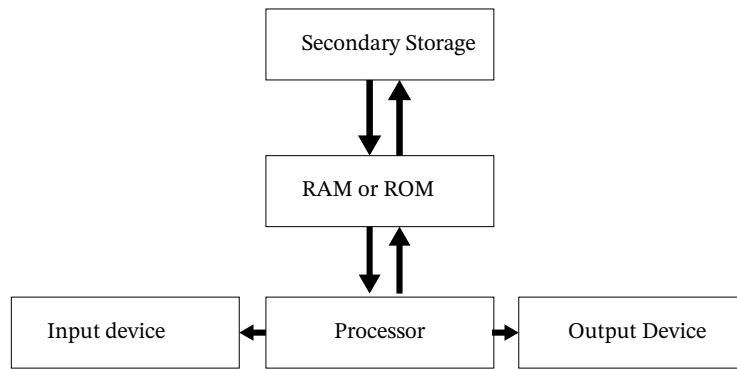 Secondary Storage
RAM or ROM
Input device
Processor
Output Device